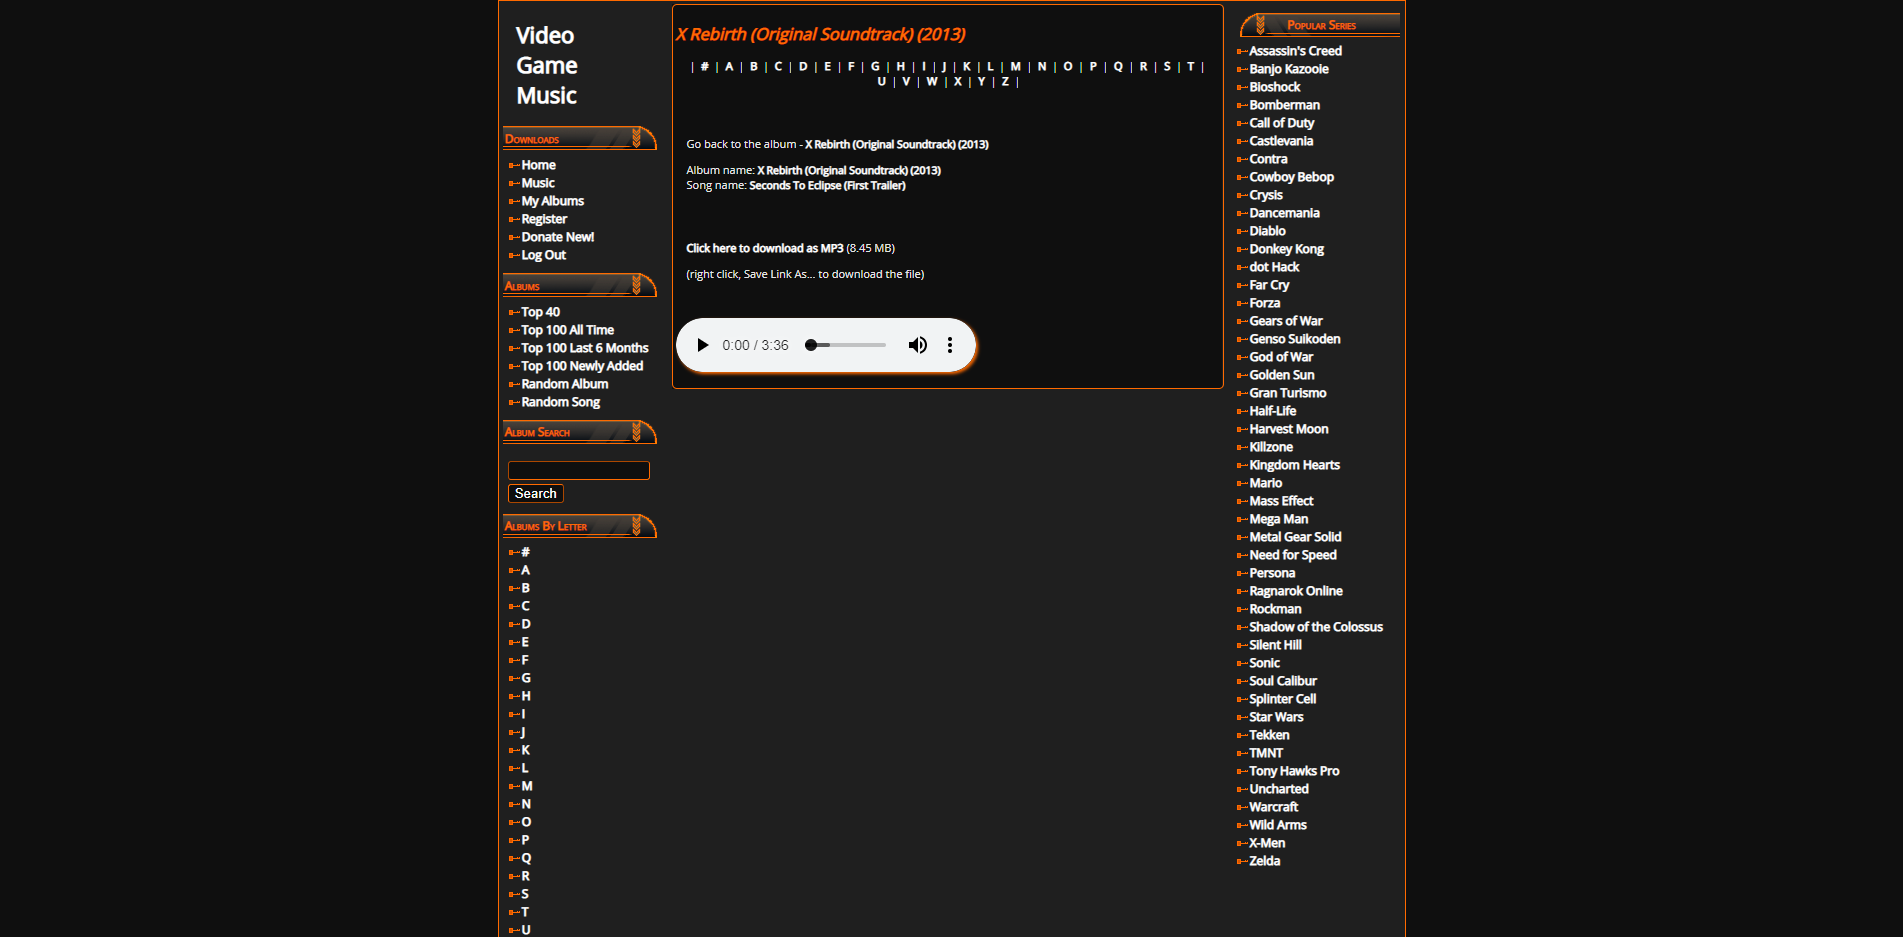 Video
Game
Music
Downloads
Home
Music
My Albums
Register
Donate New!
Log Out
Albums
Top 40
Top 100 All Time
Top 100 Last 6 Months
Top 100 Newly Added
Random Album
Random Song
Album Search
Search
Albums By Letter
#
A
B
C
D
E
F
G
H
I
J
K
L
M
N
O
P
Q
R
S
T
U
X Rebirth (Original Soundtrack) (2013)
| # | A | B | C | D | E | F | G | H | I | J | K | L | M | N | O | P | Q | R | S | T |
U | V | W | X | Y | Z |
Go back to the album - X Rebirth (Original Soundtrack) (2013)
Album name: X Rebirth (Original Soundtrack) (2013)
Song name: Seconds To Eclipse (First Trailer)
Click here to download as MP3 (8.45 MB)
(right click, Save Link As... to download the file)
0:00 / 3:36
Popular Series
Assassin's Creed
Banjo Kazooie
Bioshock
Bomberman
Call of Duty
Castlevania
Contra
Cowboy Bebop
Crysis
Dancemania
Diablo
Donkey Kong
dot Hack
Far Cry
Forza
Gears of War
Genso Suikoden
God of War
Golden Sun
Gran Turismo
Half-Life
Harvest Moon
Killzone
Kingdom Hearts
Mario
Mass Effect
Mega Man
Metal Gear Solid
Need for Speed
Persona
Ragnarok Online
Rockman
Shadow of the Colossus
Silent Hill
Sonic
Soul Calibur
Splinter Cell
Star Wars
Tekken
TMNT
Tony Hawks Pro
Uncharted
Warcraft
Wild Arms
X-Men
Zelda